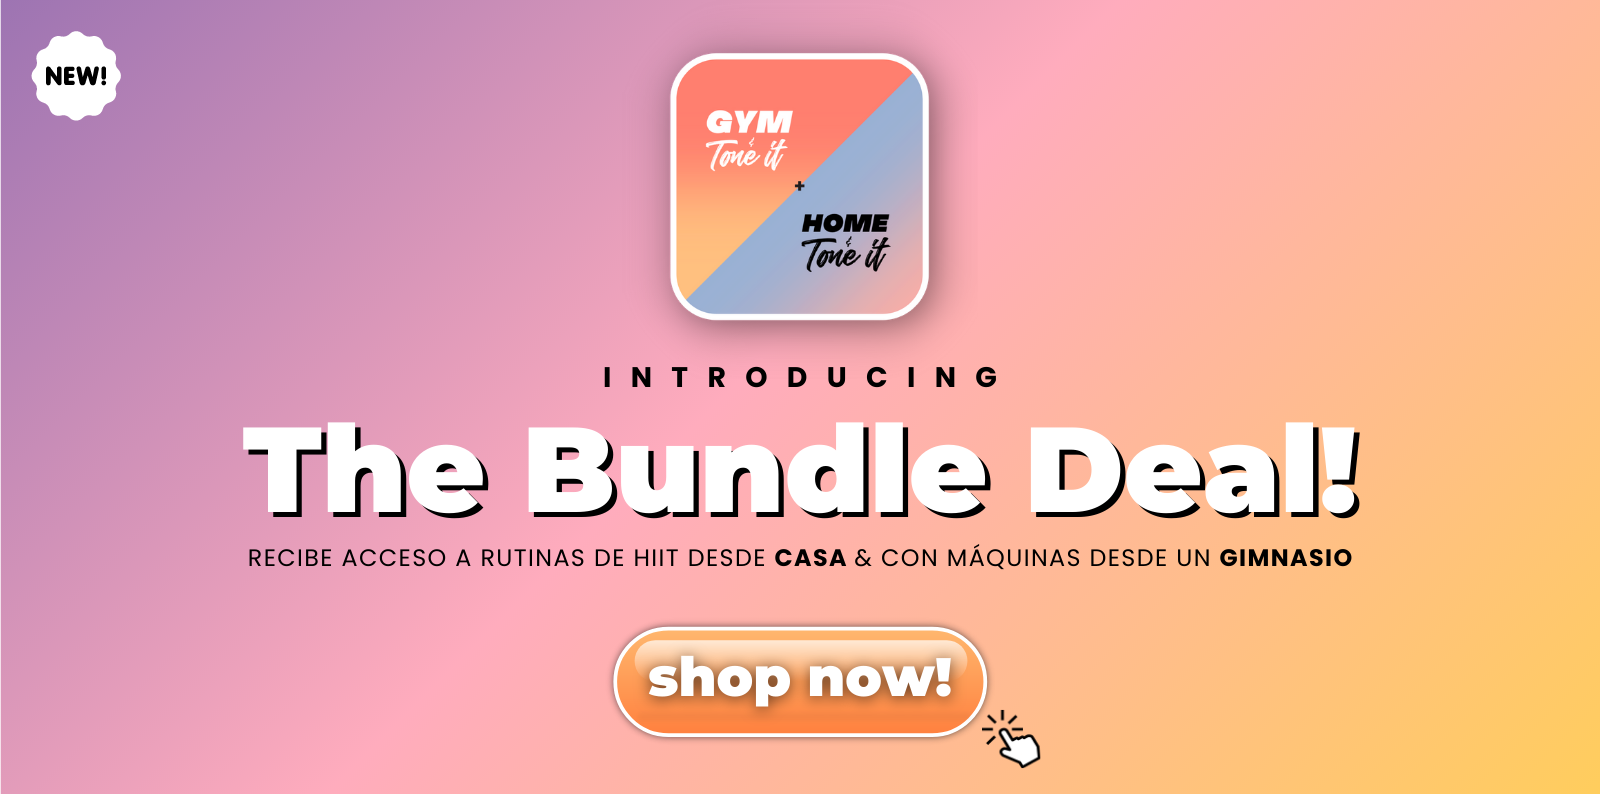 NEW!
GYM
& Tone it
+
HOME
& Tone it
INTRODUCING
The Bundle Deal!
RECIBE ACCESO A RUTINAS DE HIIT DESDE CASA & CON MÁQUINAS DESDE UN GIMNASIO
shop now!